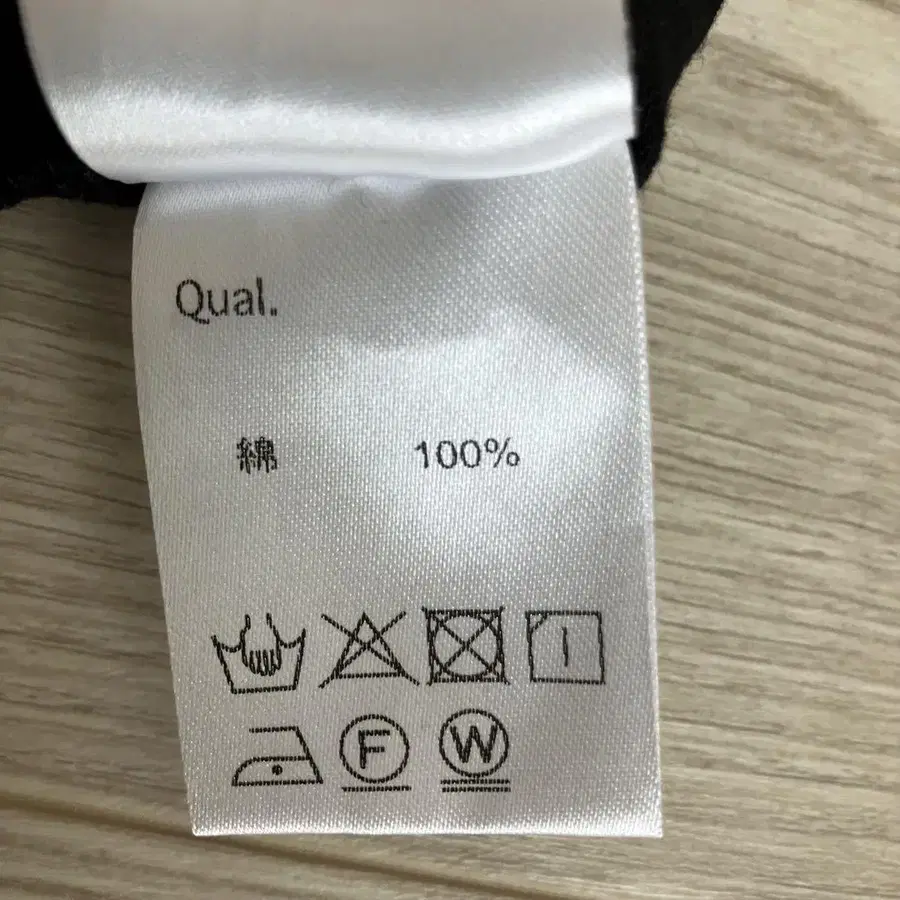 Qual.
綿 100%
F W